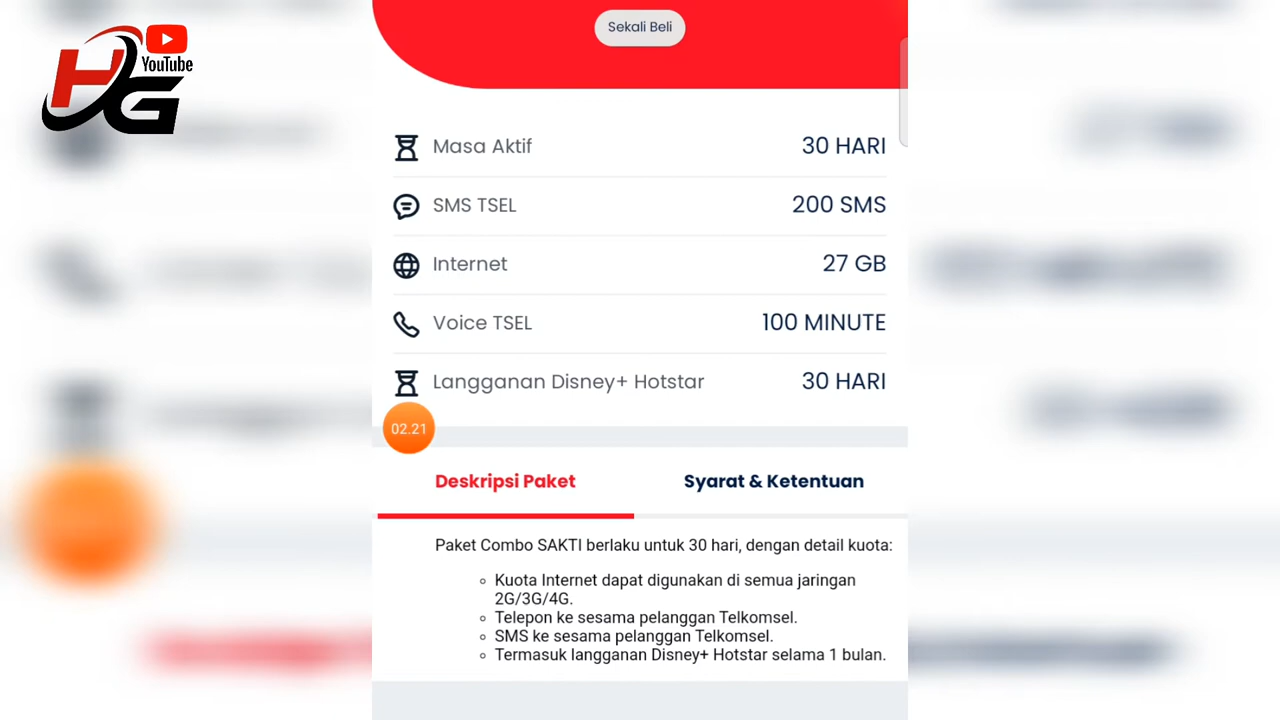 HG
YouTube
Sekali Beli
Masa Aktif 30 HARI
SMS TSEL 200 SMS
Internet 27 GB
Voice TSEL 100 MINUTE
Langganan Disney+ Hotstar 30 HARI
02.21
Deskripsi Paket Syarat & Ketentuan
Paket Combo SAKTI berlaku untuk 30 hari, dengan detail kuota:
Kuota Internet dapat digunakan di semua jaringan
2G/3G/4G.
Telepon ke sesama pelanggan Telkomsel.
SMS ke sesama pelanggan Telkomsel.
Termasuk langganan Disney+ Hotstar selama 1 bulan.